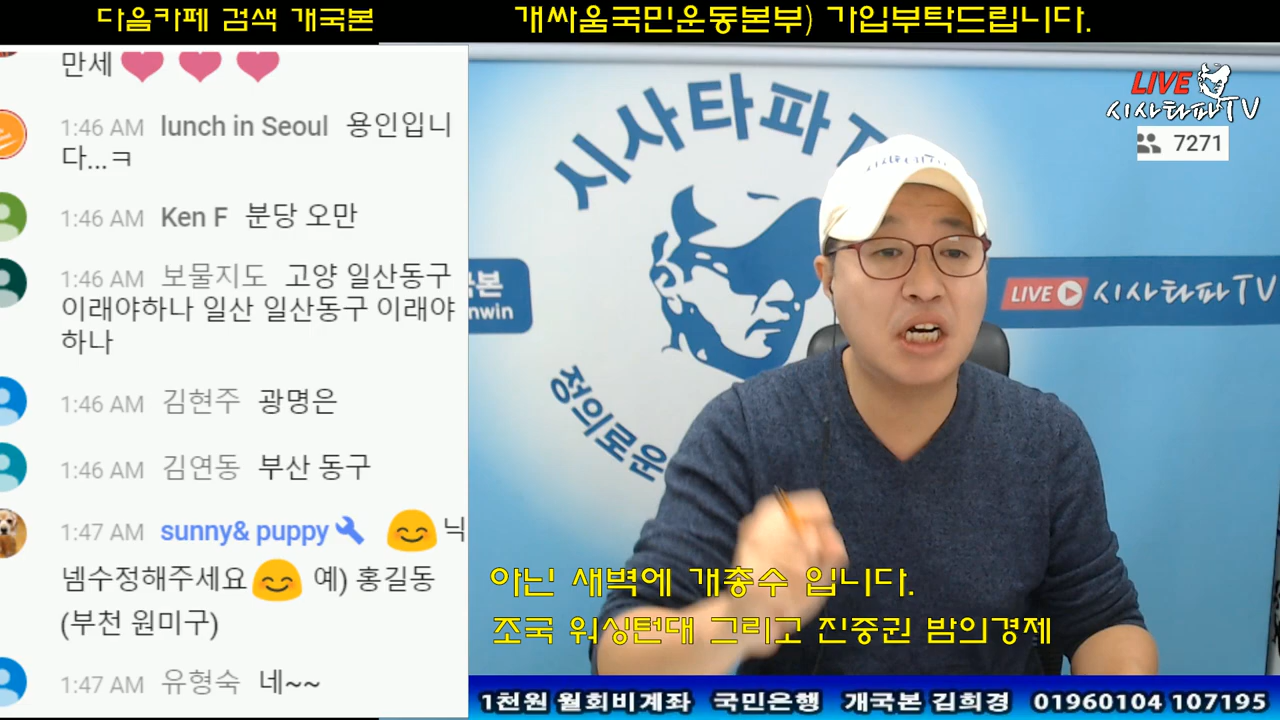 다음카페 검색 개국본
개싸움국민운동본부) 가입부탁드립니다.
만세
1:46 AM lunch in Seoul 용인입니
다...ㅋ
1:46 AM Ken F 분당 오만
1:46 AM 보물지도 고양 일산동구
이래야하나 일산 일산동구 이래야
하나
1:46 AM 김현주 광명은
1:46 AM 김연동 부산 동구
1:47 AM sunny& puppy 닉
넴수정해주세요 예) 홍길동
(부천 원미구)
1:47 AM 유형숙 네~~
시사타파T
정의로운
국본
nwin
LIVE
시사타파TV
7271
LIVE 시사타파TV
아닌 새벽에 개총수 입니다.
조국 워싱턴대 그리고 진중권 밤의경제
1천원 월회비계좌 국민은행 개국본 김희경 01960104 107195